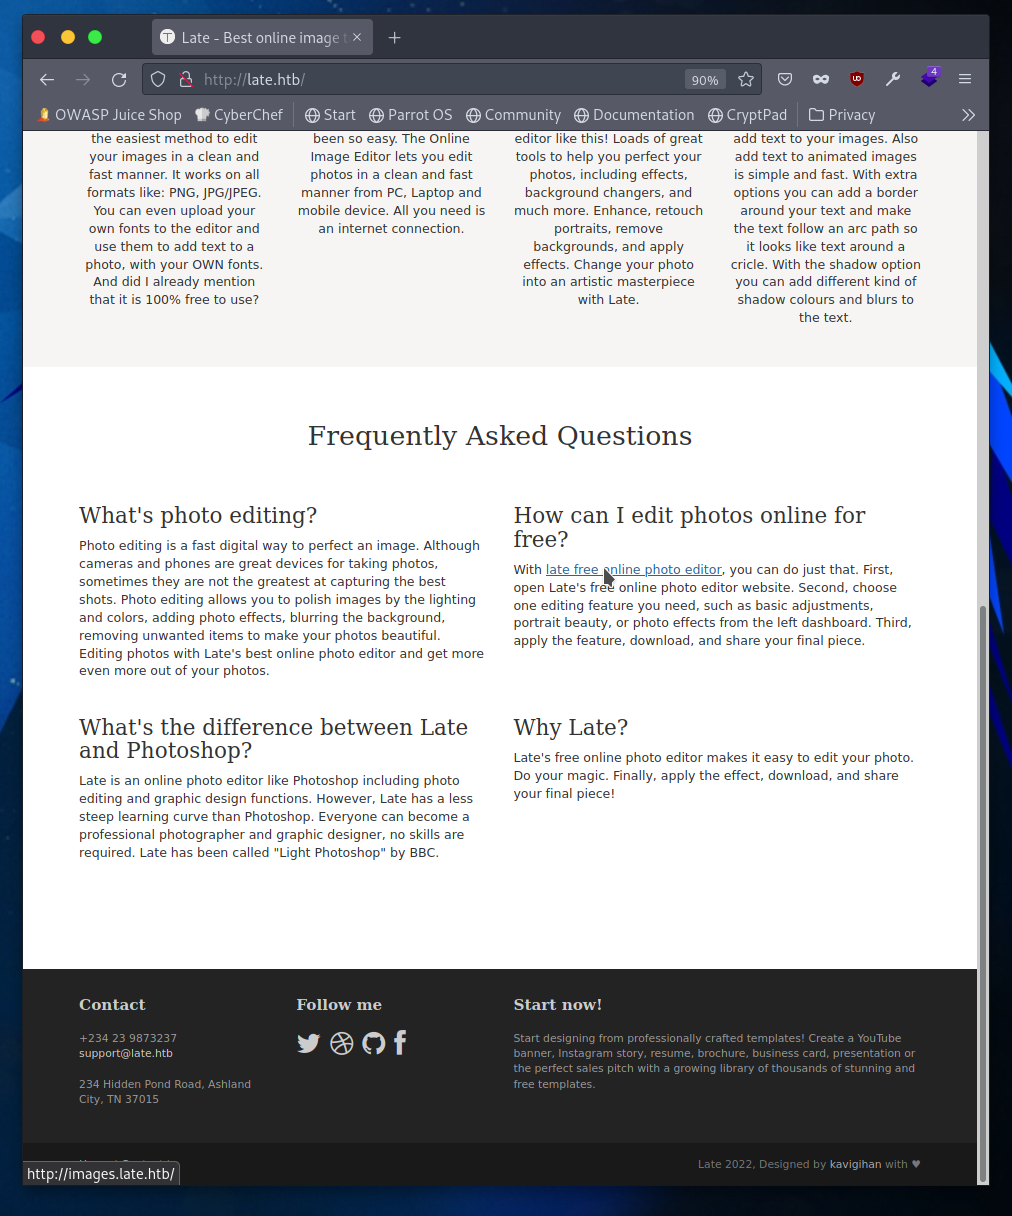 Late - Best online image t
http://late.htb/
90%
4
OWASP Juice Shop
CyberChef
Start
Parrot OS
Community
Documentation
CryptPad
Privacy
the easiest method to edit
your images in a clean and
fast manner. It works on all
formats like: PNG, JPG/JPEG.
You can even upload your
own fonts to the editor and
use them to add text to a
photo, with your OWN fonts.
And did I already mention
that it is 100% free to use?
been so easy. The Online
Image Editor lets you edit
photos in a clean and fast
manner from PC, Laptop and
mobile device. All you need is
an internet connection.
editor like this! Loads of great
tools to help you perfect your
photos, including effects,
background changers, and
much more. Enhance, retouch
portraits, remove
backgrounds, and apply
effects. Change your photo
into an artistic masterpiece
with Late.
add text to your images. Also
add text to animated images
is simple and fast. With extra
options you can add a border
around your text and make
the text follow an arc path so
it looks like text around a
cricle. With the shadow option
you can add different kind of
shadow colours and blurs to
the text.
Frequently Asked Questions
What's photo editing?
Photo editing is a fast digital way to perfect an image. Although
cameras and phones are great devices for taking photos,
sometimes they are not the greatest at capturing the best
shots. Photo editing allows you to polish images by the lighting
and colors, adding photo effects, blurring the background,
removing unwanted items to make your photos beautiful.
Editing photos with Late's best online photo editor and get more
even more out of your photos.
How can I edit photos online for
free?
With late free online photo editor, you can do just that. First,
open Late's free online photo editor website. Second, choose
one editing feature you need, such as basic adjustments,
portrait beauty, or photo effects from the left dashboard. Third,
apply the feature, download, and share your final piece.
What's the difference between Late
and Photoshop?
Late is an online photo editor like Photoshop including photo
editing and graphic design functions. However, Late has a less
steep learning curve than Photoshop. Everyone can become a
professional photographer and graphic designer, no skills are
required. Late has been called "Light Photoshop" by BBC.
Why Late?
Late's free online photo editor makes it easy to edit your photo.
Do your magic. Finally, apply the effect, download, and share
your final piece!
Contact
+234 23 9873237
support@late.htb
234 Hidden Pond Road, Ashland
City, TN 37015
Follow me
Start now!
Start designing from professionally crafted templates! Create a YouTube
banner, Instagram story, resume, brochure, business card, presentation or
the perfect sales pitch with a growing library of thousands of stunning and
free templates.
Late 2022, Designed by kavigihan with ♥
http://images.late.htb/